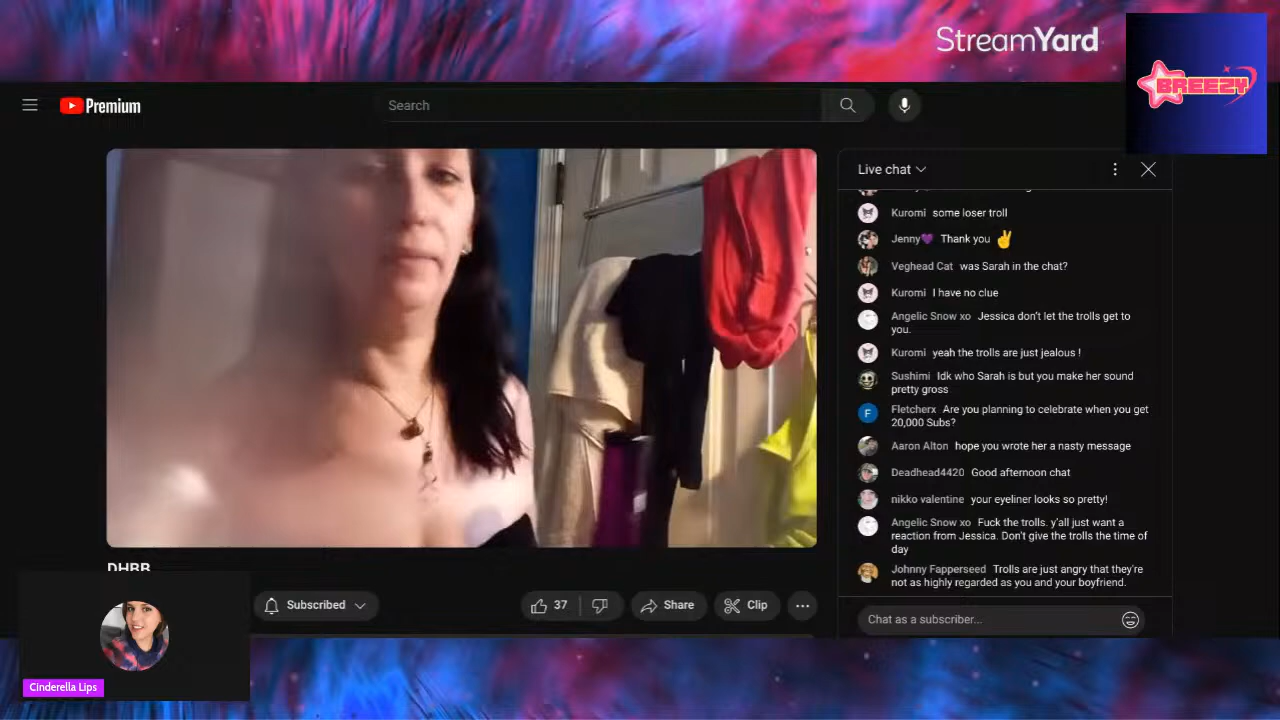 StreamYard
BREEZY
Premium
Search
Live chat
Kuromi some loser troll
Jenny💜 Thank you ✌️
Veghead Cat was Sarah in the chat?
Kuromi I have no clue
Angelic Snow xo Jessica don't let the trolls get to
you.
Kuromi yeah the trolls are just jealous !
Sushimi Idk who Sarah is but you make her sound
pretty gross
F
Fletcherx Are you planning to celebrate when you get
20,000 Subs?
Aaron Alton hope you wrote her a nasty message
Deadhead4420 Good afternoon chat
nikko valentine your eyeliner looks so pretty!
Angelic Snow xo Fuck the trolls. y'all just want a
reaction from Jessica. Don't give the trolls the time of
day
Johnny Fapperseed Trolls are just angry that they're
not as highly regarded as you and your boyfriend.
Chat as a subscriber...
DHBB
Subscribed
37
Share
Clip
Cinderella Lips